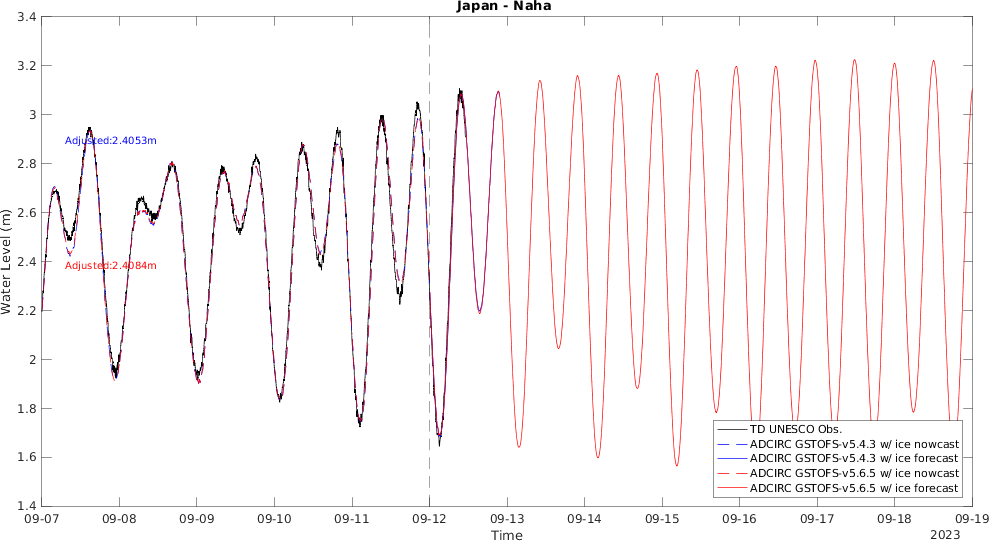 Japan - Naha
3.4
3.2
3
2.8
2.6
2.4
2.2
2
1.8
1.6
1.4
Water Level (m)
Adjusted:2.4053m
Adjusted:2.4084m
TD UNESCO Obs.
ADCIRC GSTOFS-v5.4.3 w/ ice nowcast
ADCIRC GSTOFS-v5.4.3 w/ ice forecast
ADCIRC GSTOFS-v5.6.5 w/ ice nowcast
ADCIRC GSTOFS-v5.6.5 w/ ice forecast
09-07 09-08 09-09 09-10 09-11 09-12 09-13 09-14 09-15 09-16 09-17 09-18 09-19
Time
2023